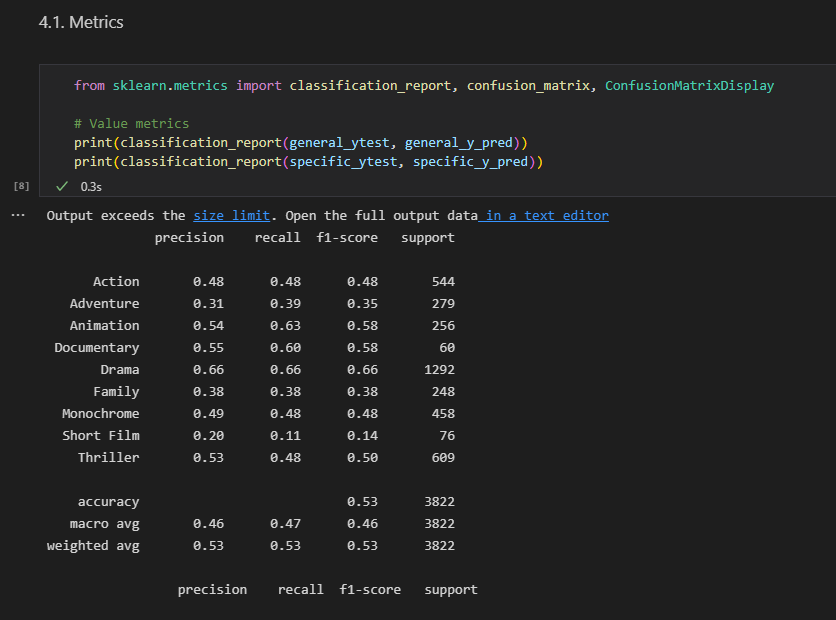 4.1. Metrics
from sklearn.metrics import classification_report, confusion_matrix, ConfusionMatrixDisplay
# Value metrics
print(classification_report(general_ytest, general_y_pred))
print(classification_report(specific_ytest, specific_y_pred))
[8] ✓ 0.3s
... Output exceeds the size limit. Open the full output data in a text editor
precision recall f1-score support
Action 0.48 0.48 0.48 544
Adventure 0.31 0.39 0.35 279
Animation 0.54 0.63 0.58 256
Documentary 0.55 0.60 0.58 60
Drama 0.66 0.66 0.66 1292
Family 0.38 0.38 0.38 248
Monochrome 0.49 0.48 0.48 458
Short Film 0.20 0.11 0.14 76
Thriller 0.53 0.48 0.50 609
accuracy 0.53 3822
macro avg 0.46 0.47 0.46 3822
weighted avg 0.53 0.53 0.53 3822
precision recall f1-score support